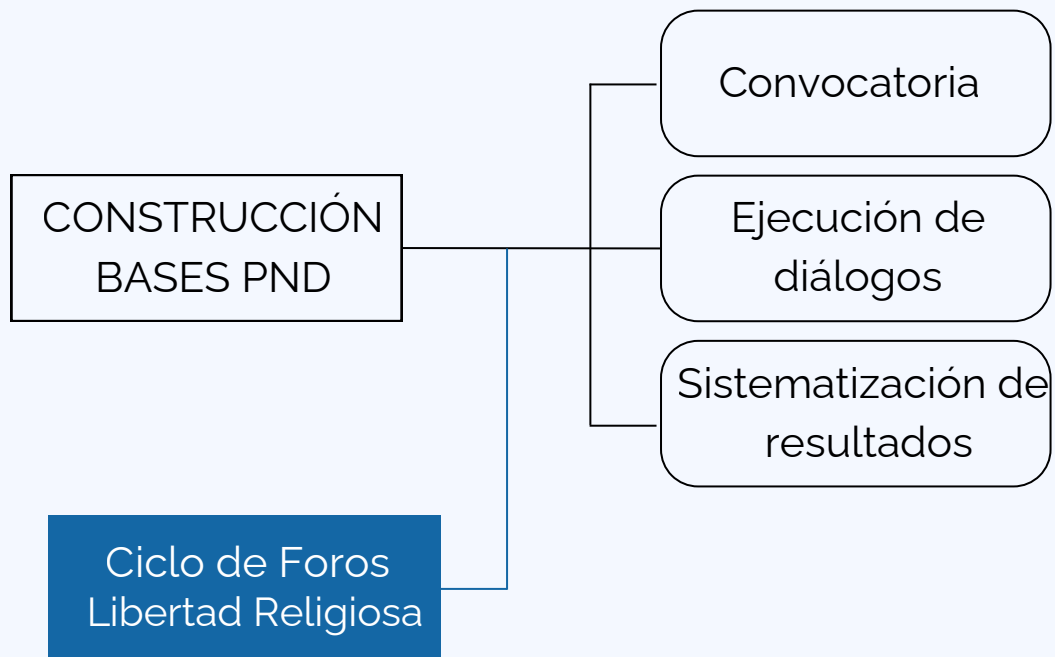 CONSTRUCCIÓN
BASES PND
Convocatoria
Ejecución de
diálogos
Sistematización de
resultados
Ciclo de Foros
Libertad Religiosa